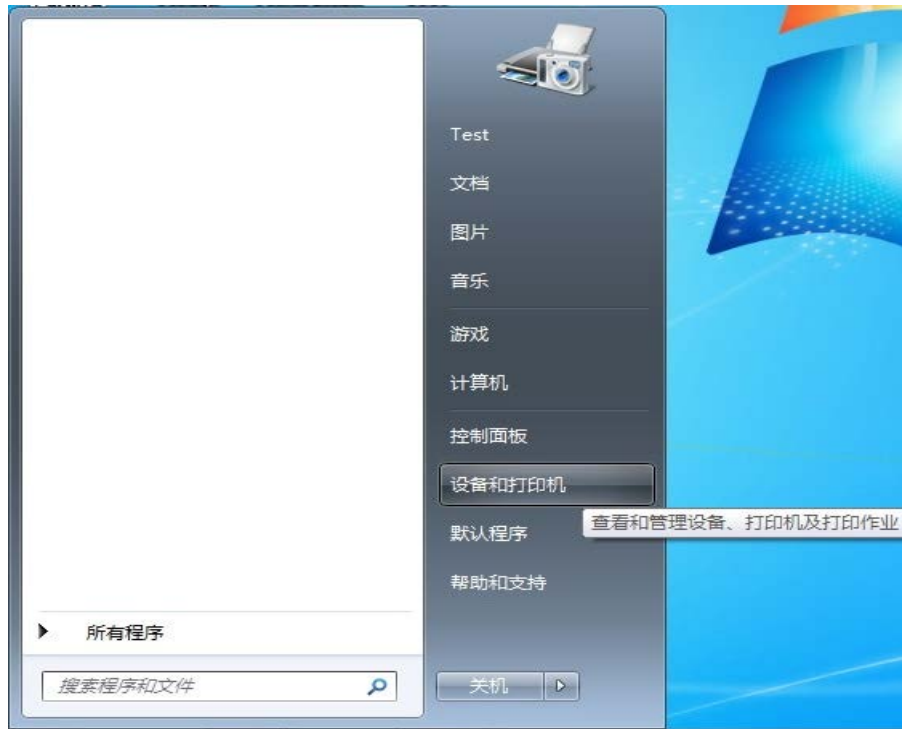 Test
文档
图片
音乐
游戏
计算机
控制面板
设备和打印机
查看和管理设备、打印机及打印作业
默认程序
帮助和支持
所有程序
搜索程序和文件
关机